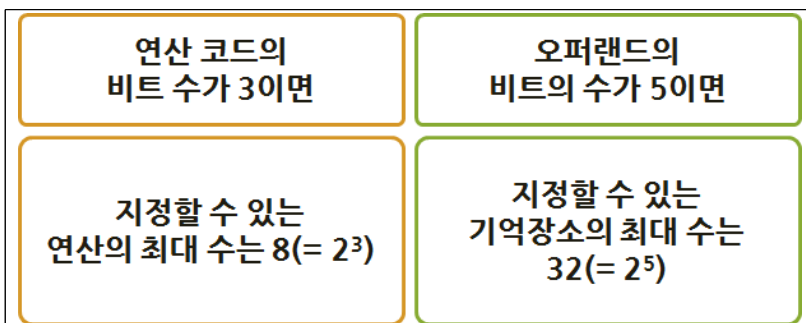 연산 코드의
비트 수가 3이면
오퍼랜드의
비트의 수가 5이면
지정할 수 있는
연산의 최대 수는 8(= 2³)
지정할 수 있는
기억장소의 최대 수는
32(= 2⁵)